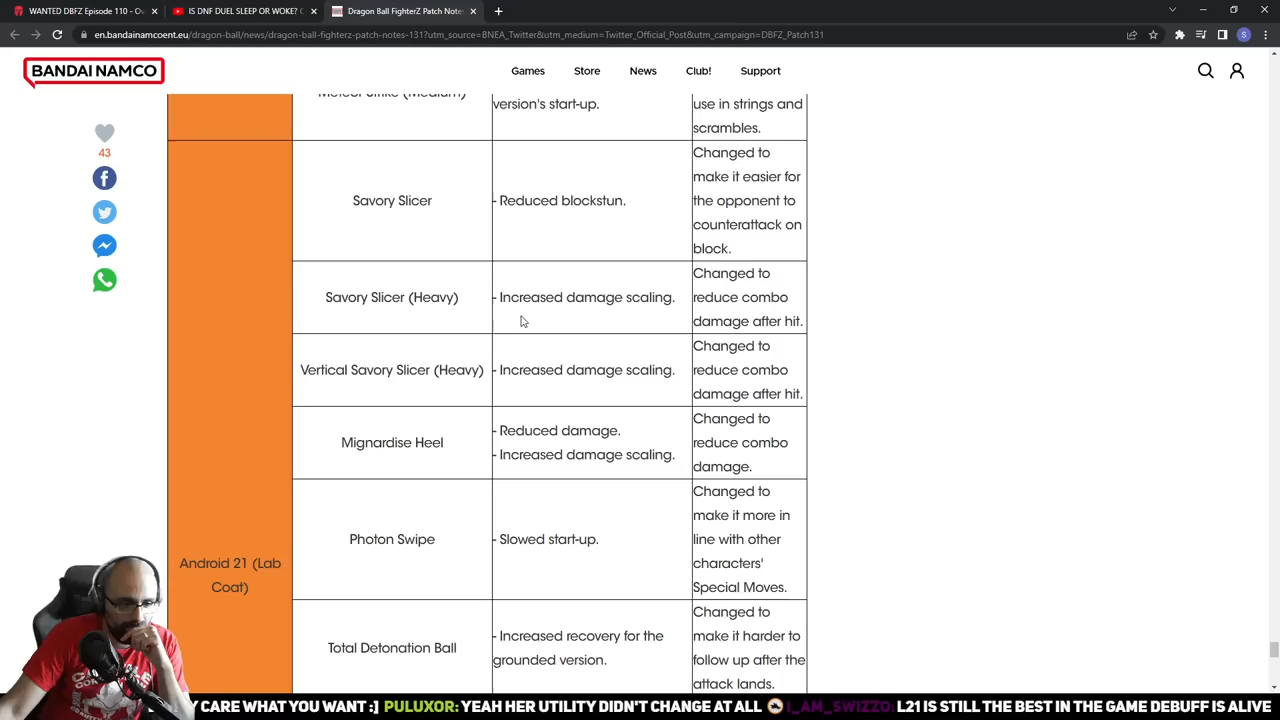 WANTED DBFZ Episode 110 - O
IS DNF DUEL SLEEP OR WOKE? C
Dragon Ball FighterZ Patch Notes
en.bandainamcoent.eu/dragon-ball/news/dragon-ball-fighterz-patch-notes-131?utm_source=BNEA_Twitter&utm_medium=Twitter_Official_Post&utm_campaign=DBFZ_Patch131
S
BANDAI NAMCO
Games
Store
News
Club!
Support
43
Meteor Strike (Medium)
version's start-up.
use in strings and
scrambles.
Android 21 (Lab
Coat)
Savory Slicer
- Reduced blockstun.
Changed to
make it easier for
the opponent to
counterattack on
block.
Savory Slicer (Heavy)
- Increased damage scaling.
Changed to
reduce combo
damage after hit.
Vertical Savory Slicer (Heavy)
- Increased damage scaling.
Changed to
reduce combo
damage after hit.
Mignardise Heel
- Reduced damage.
- Increased damage scaling.
Changed to
reduce combo
damage.
Photon Swipe
- Slowed start-up.
Changed to
make it more in
line with other
characters'
Special Moves.
Total Detonation Ball
- Increased recovery for the
grounded version.
Changed to
make it harder to
follow up after the
attack lands.
Y CARE WHAT YOU WANT :] PULUXOR: YEAH HER UTILITY DIDN'T CHANGE AT ALL I_AM_SWIZZO: L21 IS STILL THE BEST IN THE GAME DEBUFF IS ALIVE